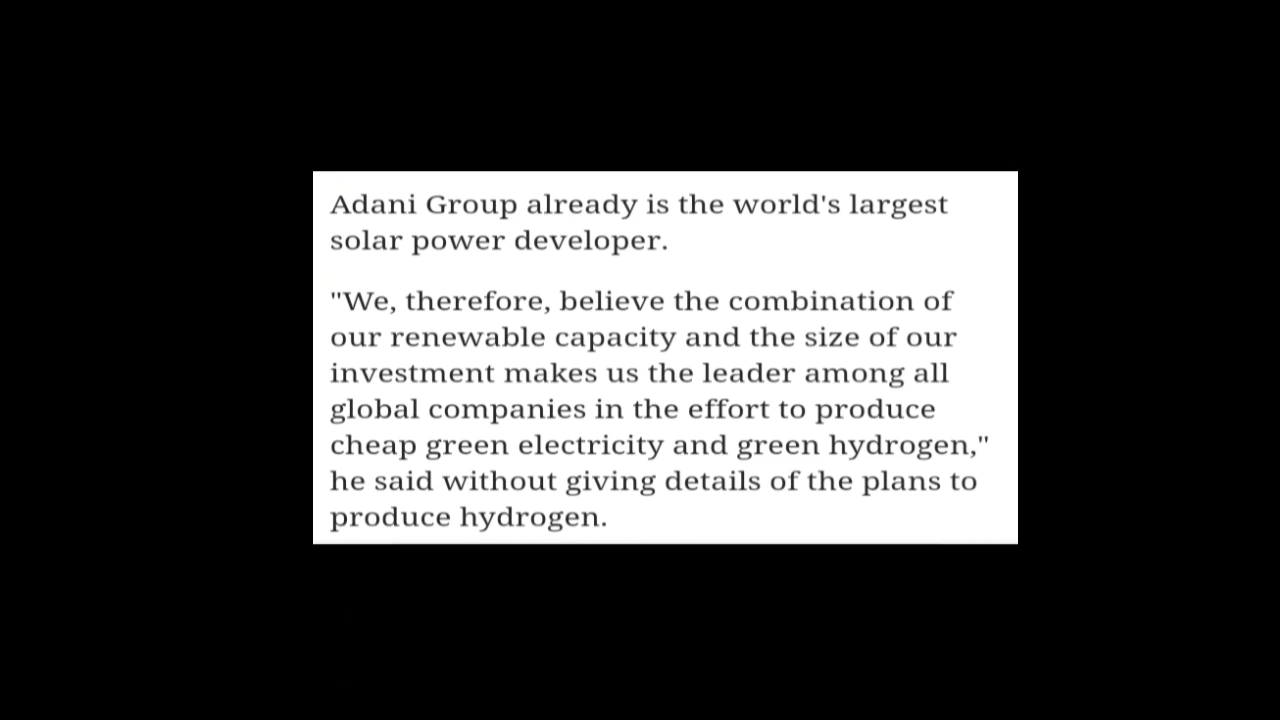 Adani Group already is the world's largest
solar power developer.
"We, therefore, believe the combination of
our renewable capacity and the size of our
investment makes us the leader among all
global companies in the effort to produce
cheap green electricity and green hydrogen,"
he said without giving details of the plans to
produce hydrogen.